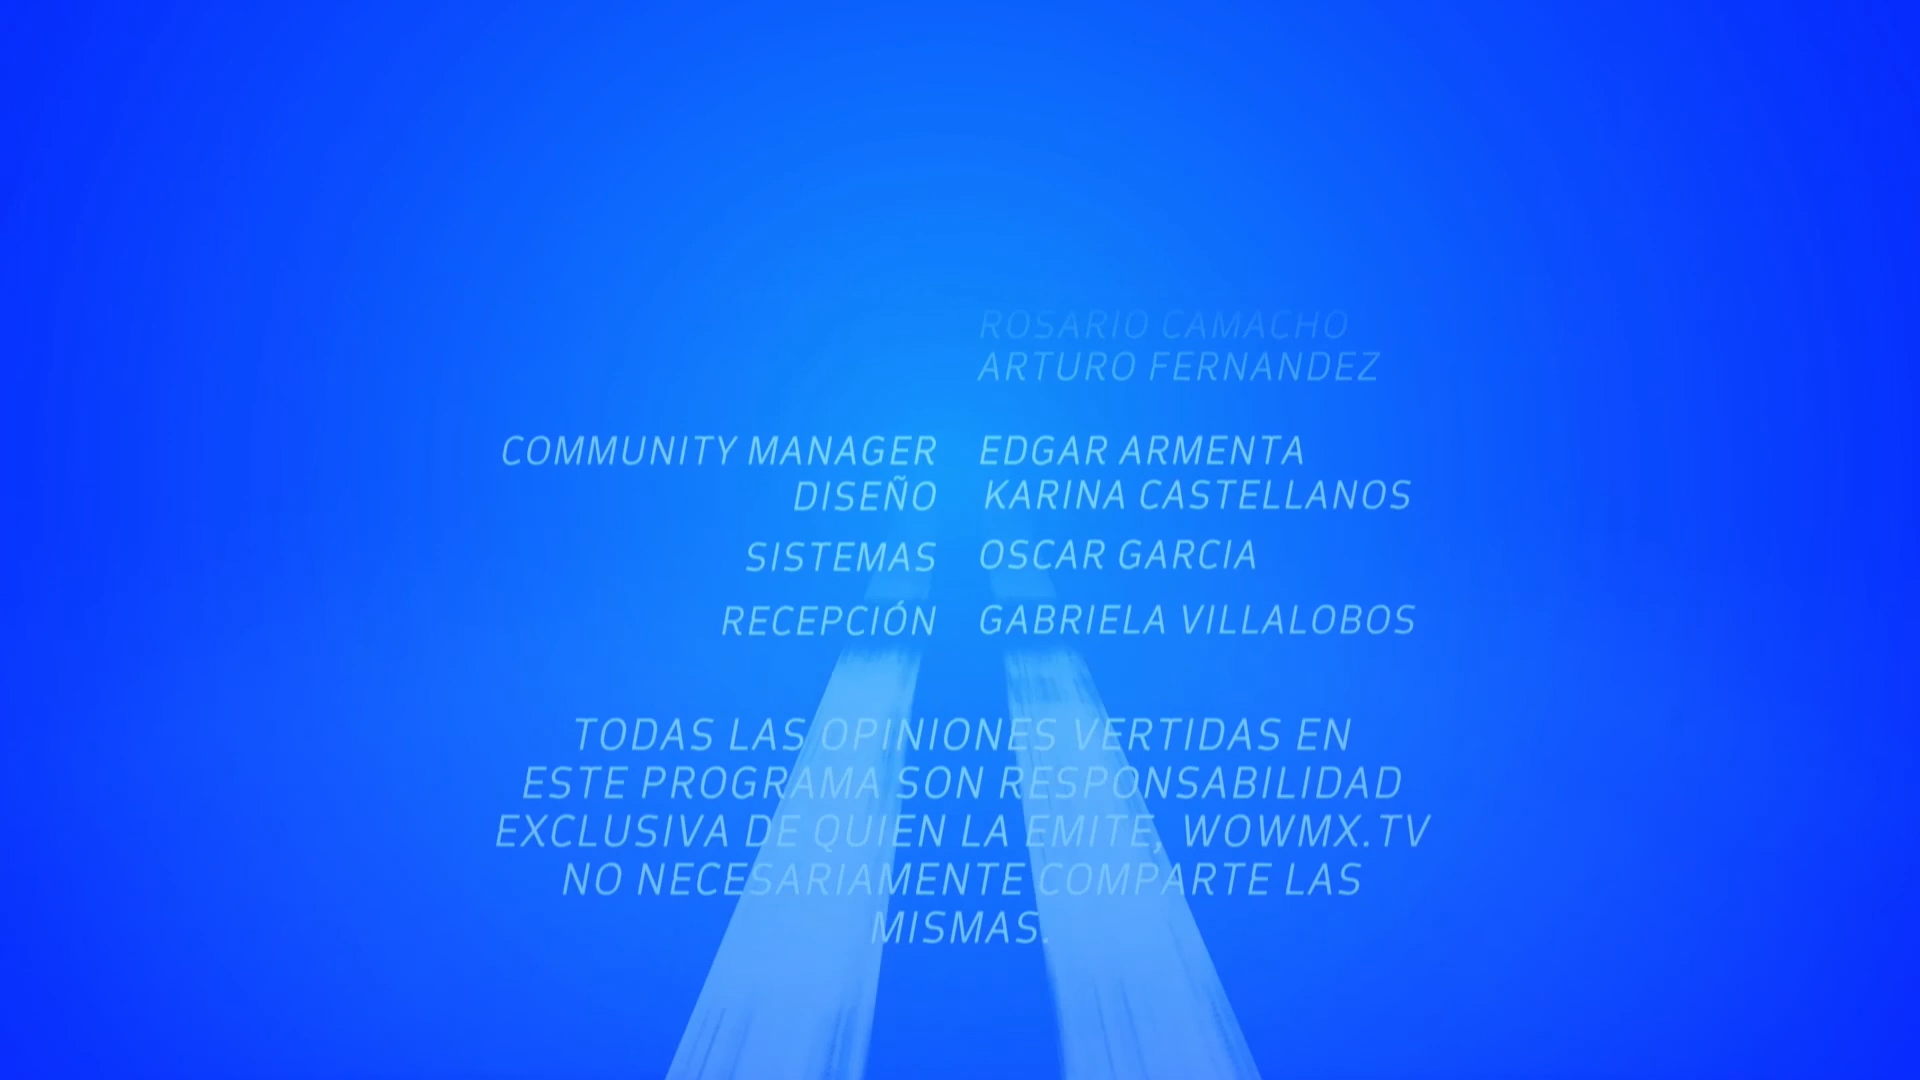 ROSARIO CAMACHO
ARTURO FERNANDEZ
COMMUNITY MANAGER EDGAR ARMENTA
DISEÑO KARINA CASTELLANOS
SISTEMAS OSCAR GARCIA
RECEPCIÓN GABRIELA VILLALOBOS
TODAS LAS OPINIONES VERTIDAS EN
ESTE PROGRAMA SON RESPONSABILIDAD
EXCLUSIVA DE QUIEN LA EMITE, WOWMX.TV
NO NECESARIAMENTE COMPARTE LAS
MISMAS.